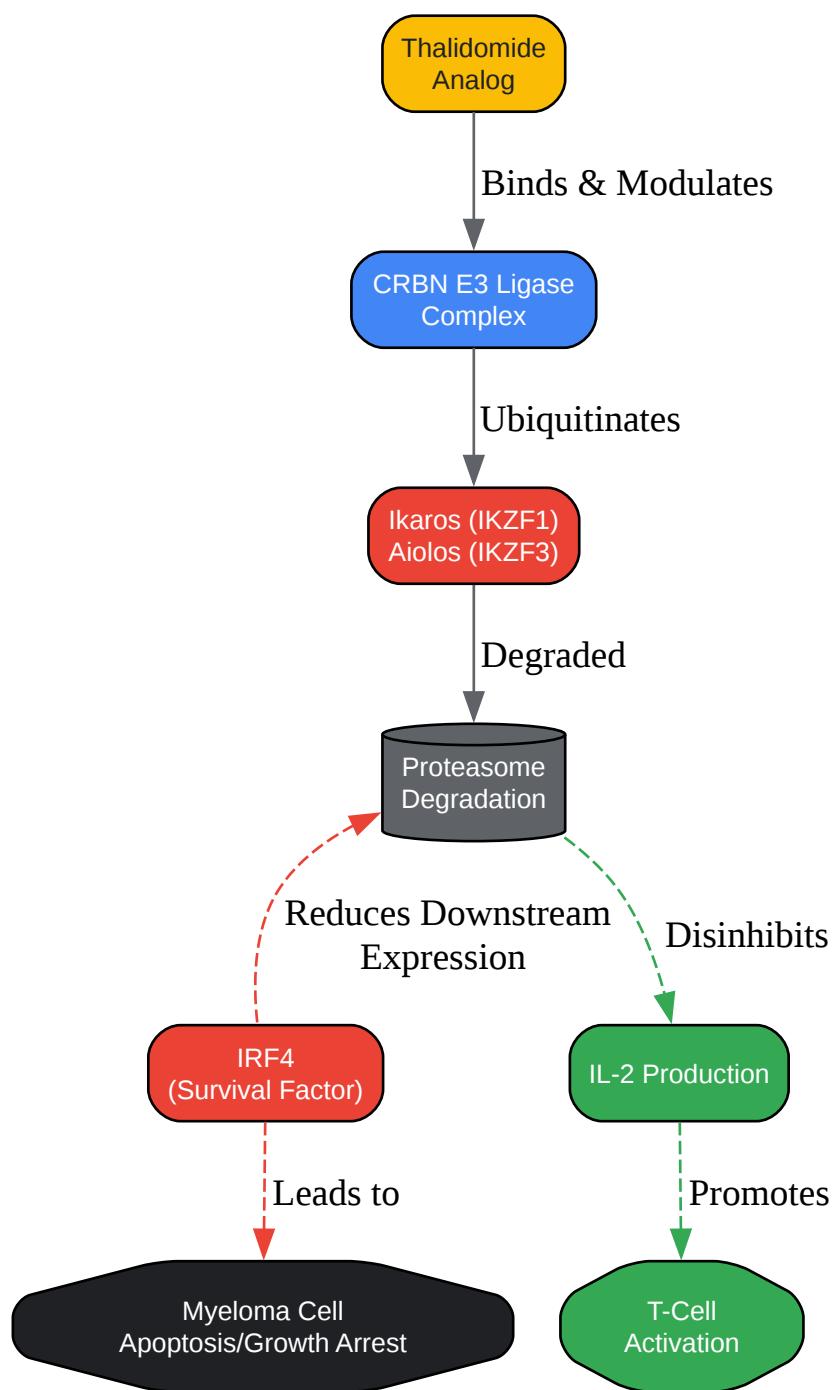 Thalidomide
Analog
Binds & Modulates
CRBN E3 Ligase
Complex
Ubiquitinates
Ikaros (IKZF1)
Aiolos (IKZF3)
Degraded
Proteasome
Degradation
Reduces Downstream
Expression
Disinhibits
IRF4
(Survival Factor)
IL-2 Production
Leads to
Promotes
Myeloma Cell
Apoptosis/Growth Arrest
T-Cell
Activation